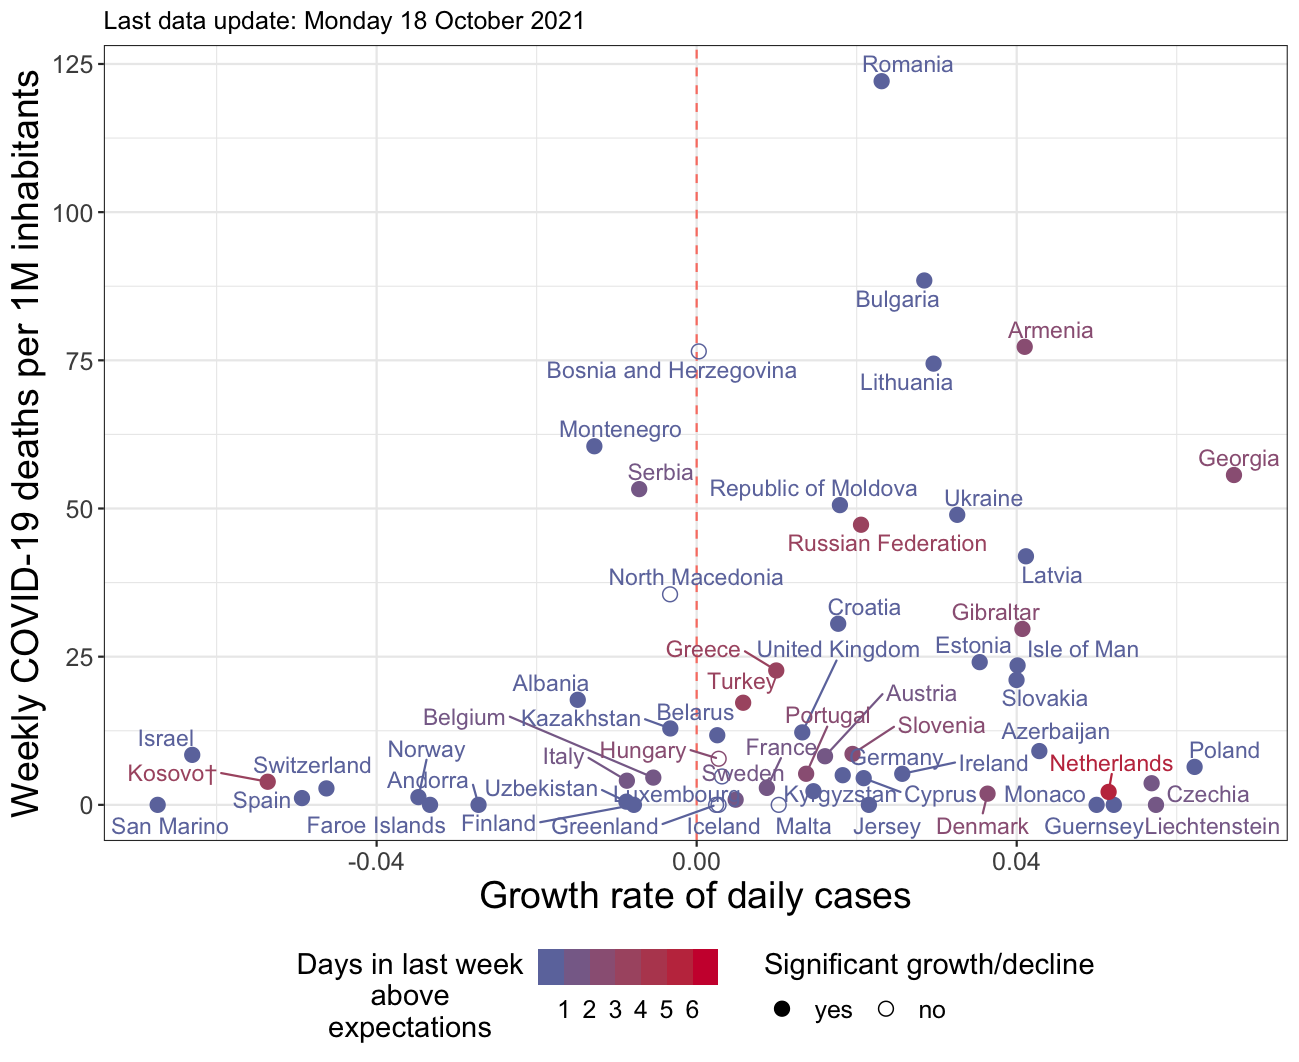 Last data update: Monday 18 October 2021
Weekly COVID-19 deaths per 1M inhabitants
125
100
75
50
25
0
Romania
Bulgaria
Armenia
Bosnia and Herzegovina
Lithuania
Montenegro
Serbia
Georgia
Republic of Moldova
Ukraine
Russian Federation
North Macedonia
Latvia
Croatia
Gibraltar
Greece
United Kingdom
Estonia
Isle of Man
Albania
Turkey
Austria
Slovakia
Belgium
Kazakhstan
Belarus
Portugal
Slovenia
Azerbaijan
Israel
Norway
Italy
Hungary
France
Germany
Ireland
Poland
Kosovo†
Switzerland
Andorra
Uzbekistan
Sweden
Netherlands
Spain
Luxembourg
Kyrgyzstan
Cyprus
Monaco
Czechia
San Marino
Faroe Islands
Finland
Greenland
Iceland
Malta
Jersey
Denmark
Guernsey
Liechtenstein
-0.04
0.00
0.04
Growth rate of daily cases
Days in last week
above
expectations
1 2 3 4 5 6
Significant growth/decline
yes
no